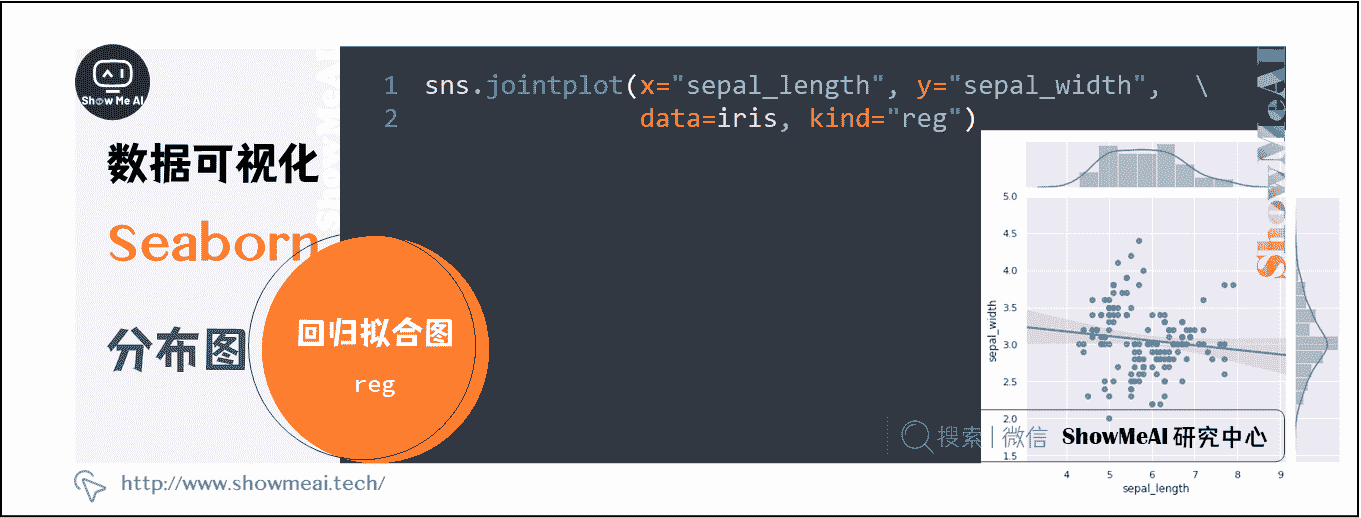 Show Me AI
数据可视化
Seaborn
分布图
回归拟合图
reg
http://www.showmeai.tech/
1 sns.jointplot(x="sepal_length", y="sepal_width", \
2 data=iris, kind="reg")
ShowMeAI
ShowMeAI
5.0
4.5
4.0
3.5
3.0
2.5
2.0
1.5
sepal_width
4 5 6 7 8 9
sepal_length
搜索 | 微信 ShowMeAI 研究中心